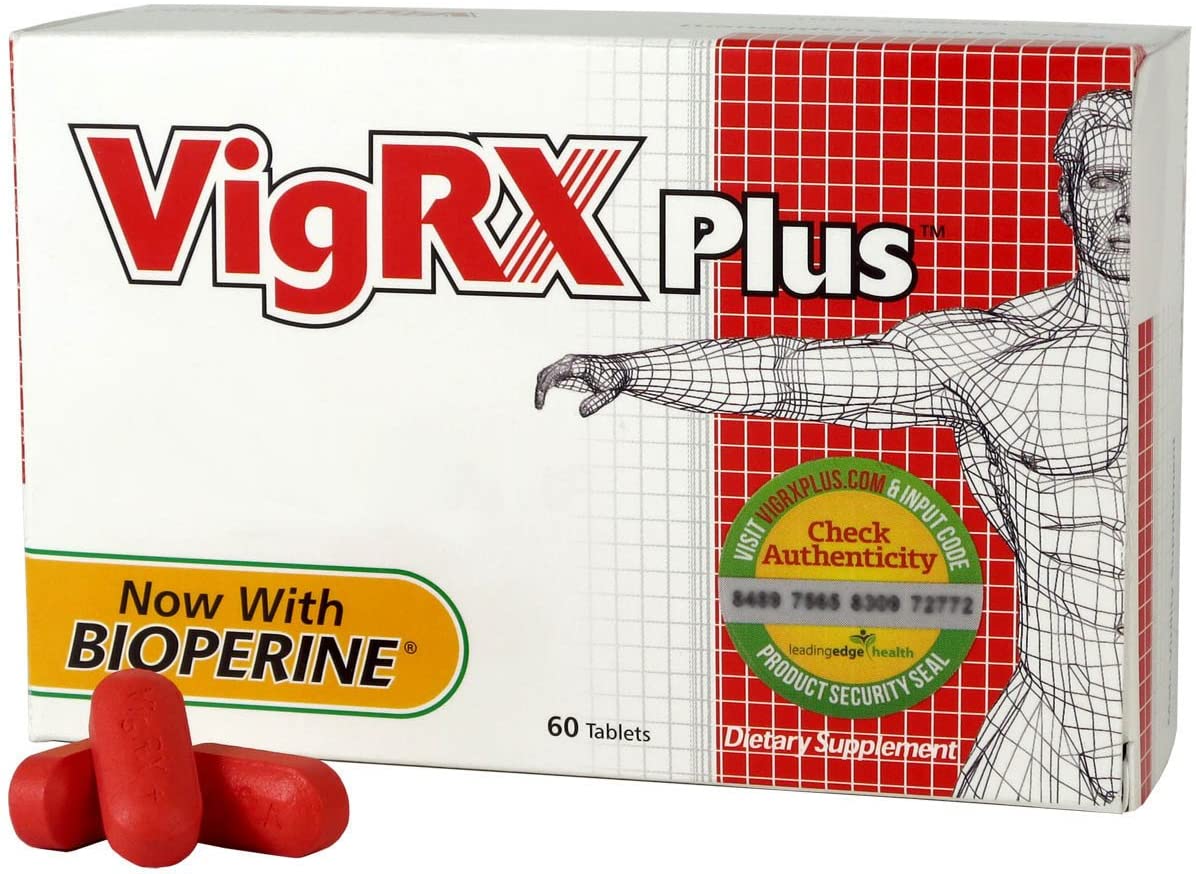 VigRX Plus™
VISIT VIGRXPLUS.COM & INPUT CODE
Check
Authenticity
8489 7565 8309 72772
leadingedge health
PRODUCT SECURITY SEAL
Now With
BIOPERINE®
60 Tablets
Dietary Supplement
VigRX +